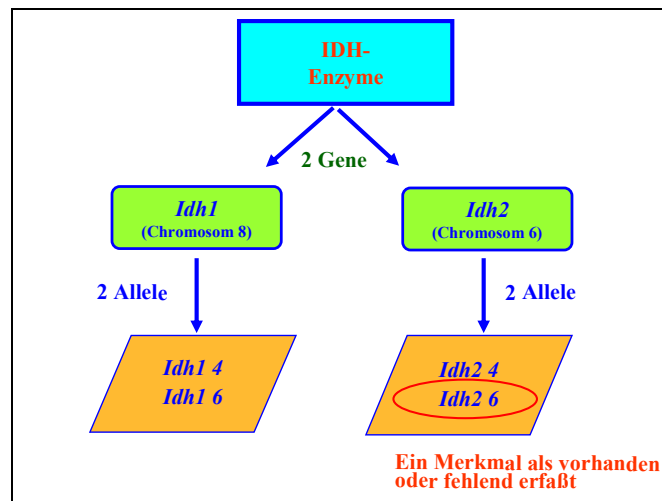 IDH-
Enzyme
2 Gene
Idh1
(Chromosom 8)
Idh2
(Chromosom 6)
2 Allele
2 Allele
Idh1 4
Idh1 6
Idh2 4
Idh2 6
Ein Merkmal als vorhanden
oder fehlend erfaßt